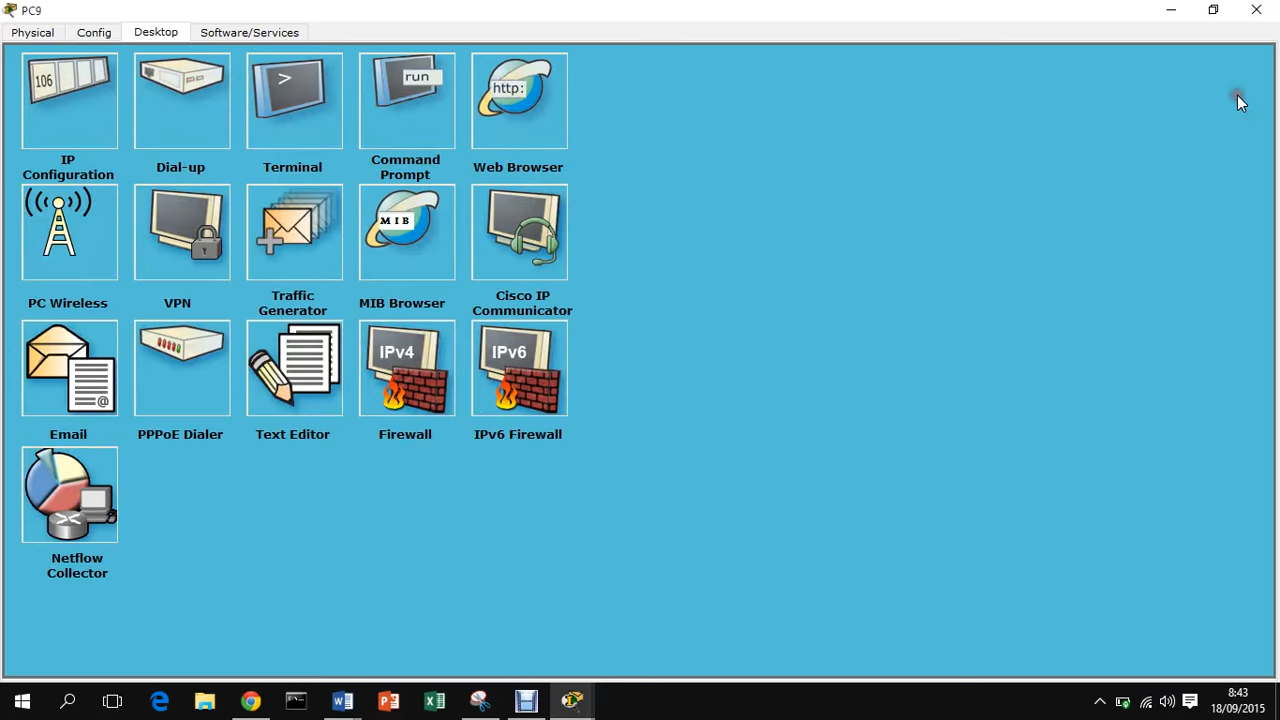 PC9
Physical Config Desktop Software/Services
106
>
run
http:
IP Configuration
Dial-up
Terminal
Command Prompt
Web Browser
MIB
PC Wireless
VPN
Traffic Generator
MIB Browser
Cisco IP Communicator
@
IPv4
IPv6
Email
PPPoE Dialer
Text Editor
Firewall
IPv6 Firewall
Netflow Collector
8:43
18/09/2015